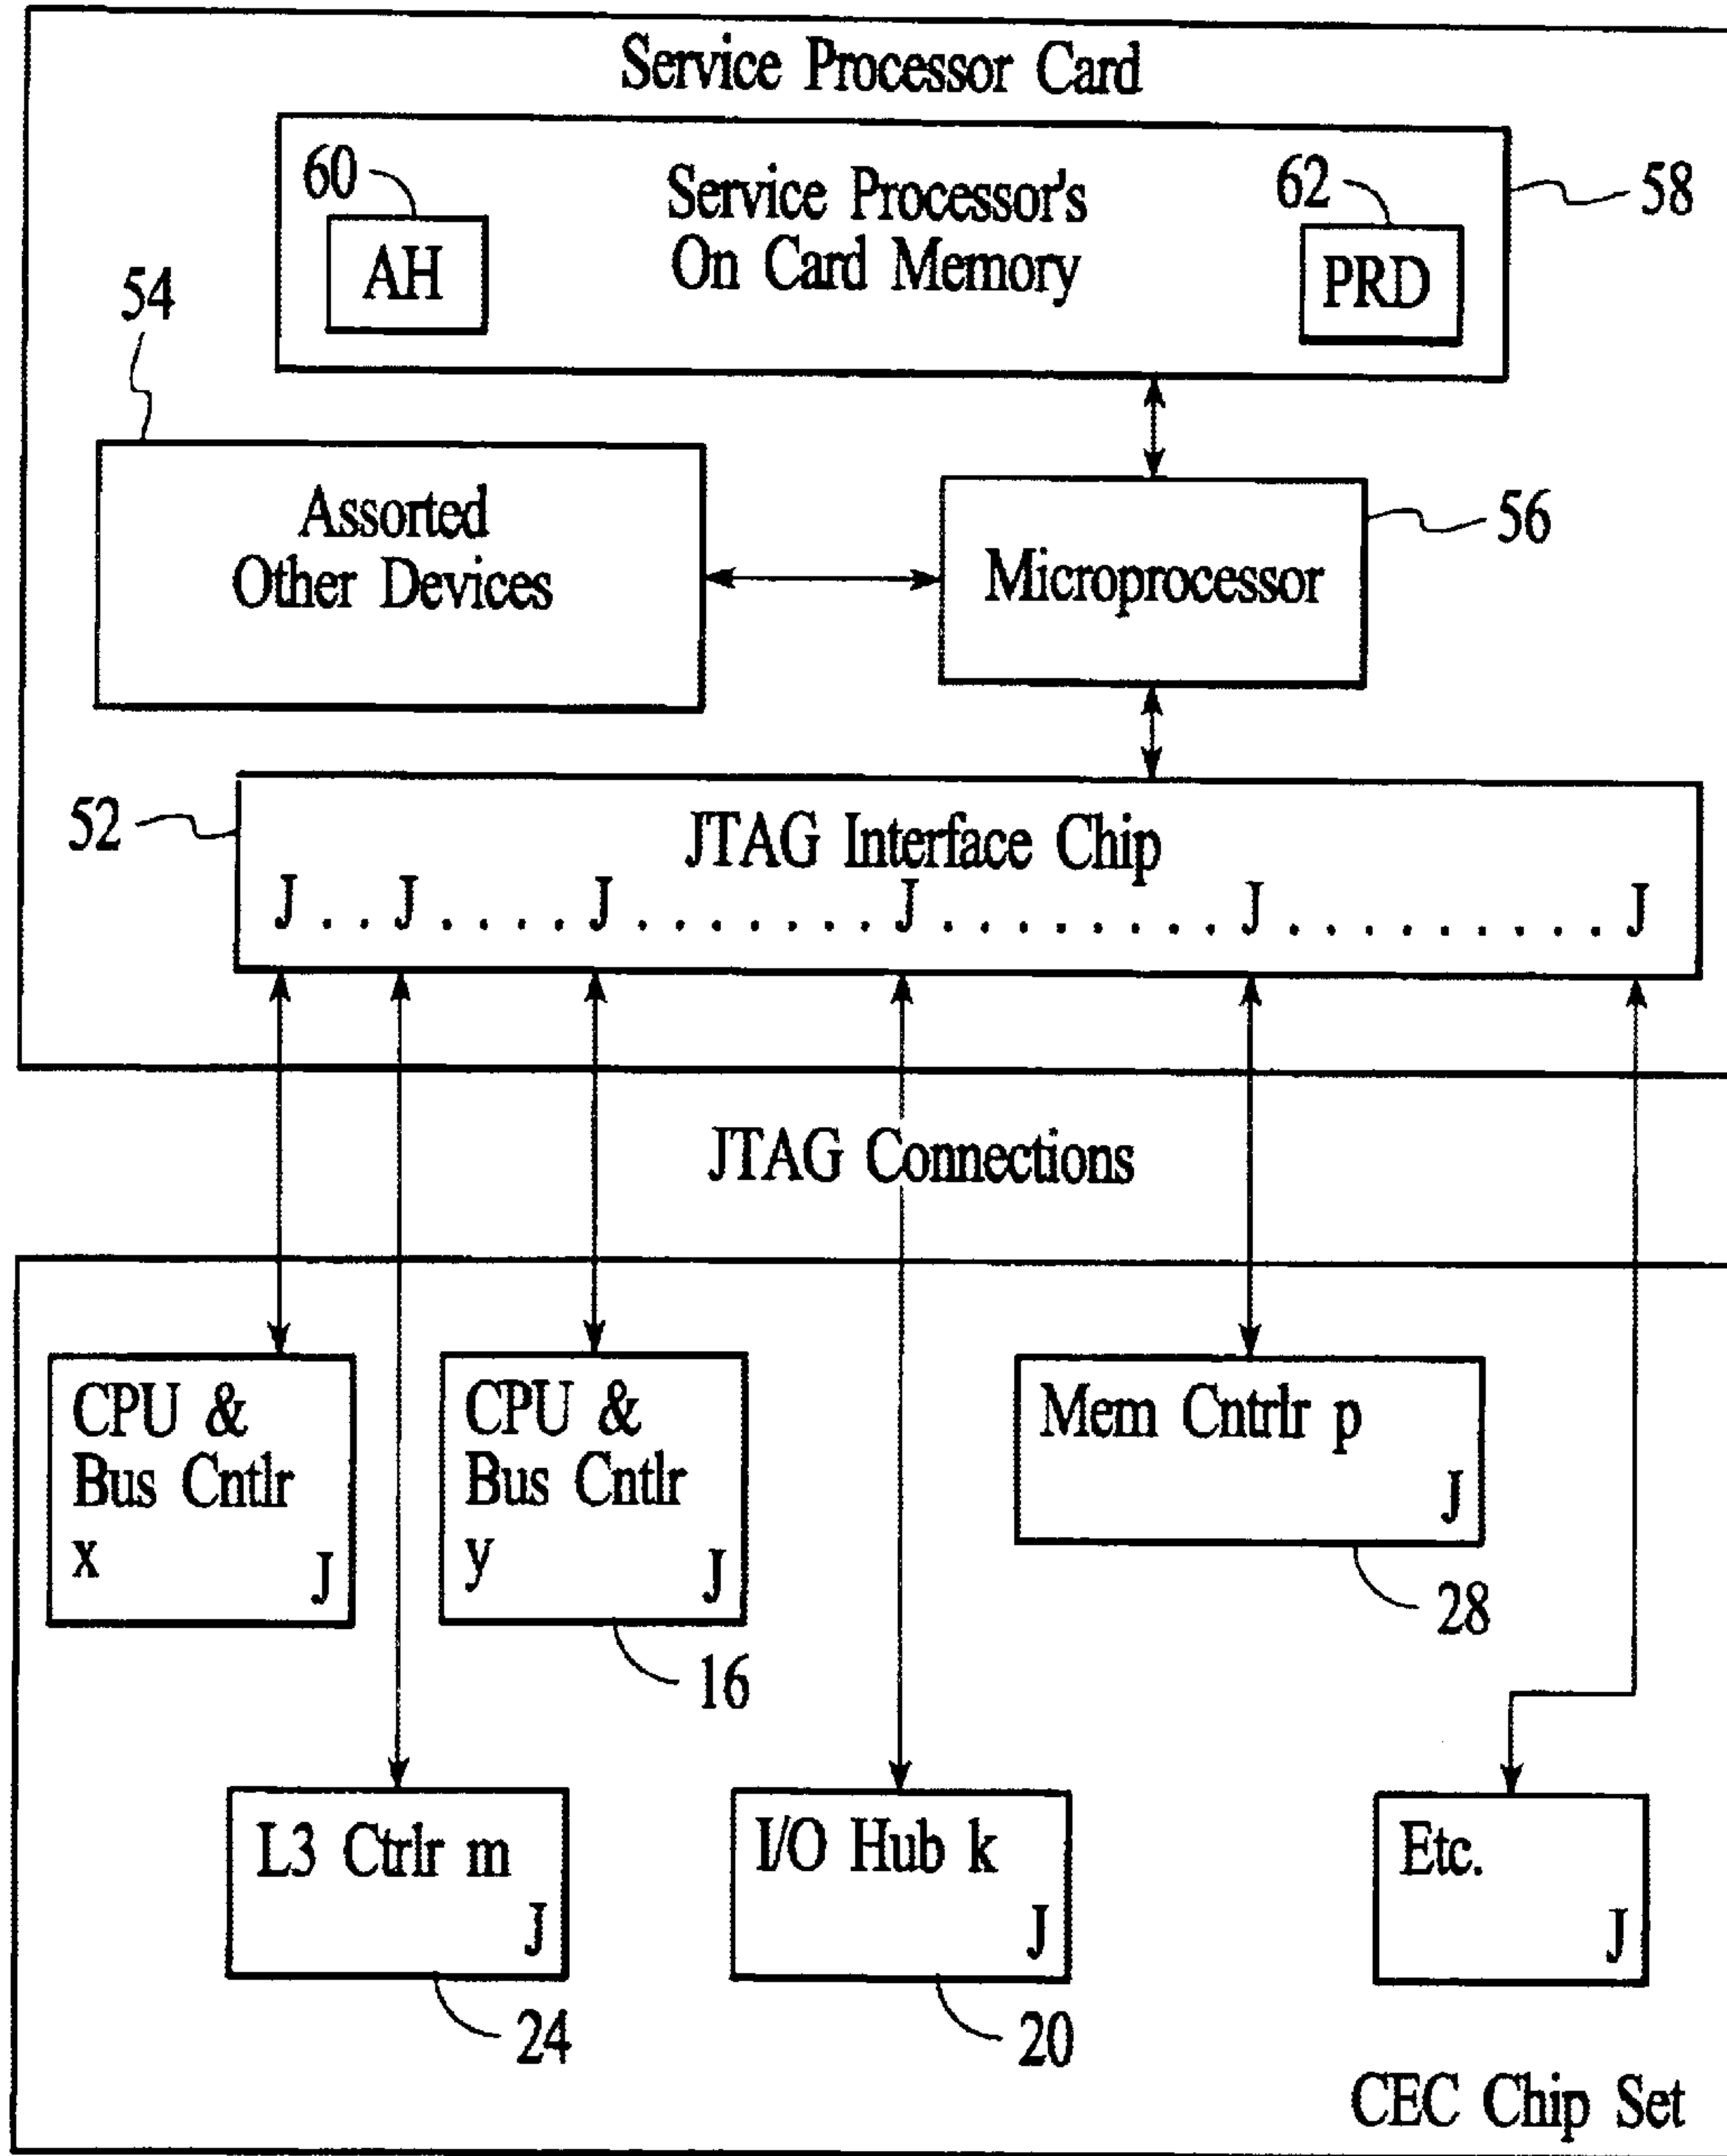 Service Processor Card
60
Service Processor's
On Card Memory
62
58
AH
PRD
54
Assorted
Other Devices
56
Microprocessor
52
JTAG Interface Chip
J . . J . . . . J . . . . . . . . J . . . . . . . . . J . . . . . . . . . . J
JTAG Connections
CPU &
Bus Cntlr
x
J
CPU &
Bus Cntlr
y
J
16
Mem Cntrlr p
J
28
L3 Ctrlr m
J
24
I/O Hub k
J
20
Etc.
J
CEC Chip Set